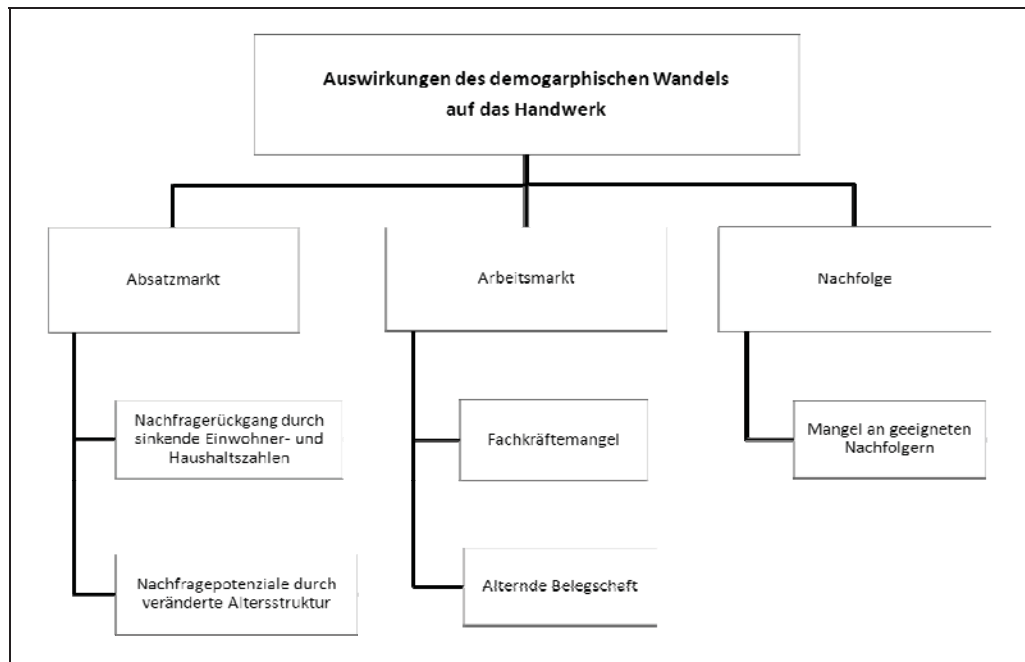 Auswirkungen des demogarphischen Wandels
auf das Handwerk
Absatzmarkt
Arbeitsmarkt
Nachfolge
Nachfragerückgang durch
sinkende Einwohner- und
Haushaltszahlen
Fachkräftemangel
Mangel an geeigneten
Nachfolgern
Nachfragepotenziale durch
veränderte Altersstruktur
Alternde Belegschaft